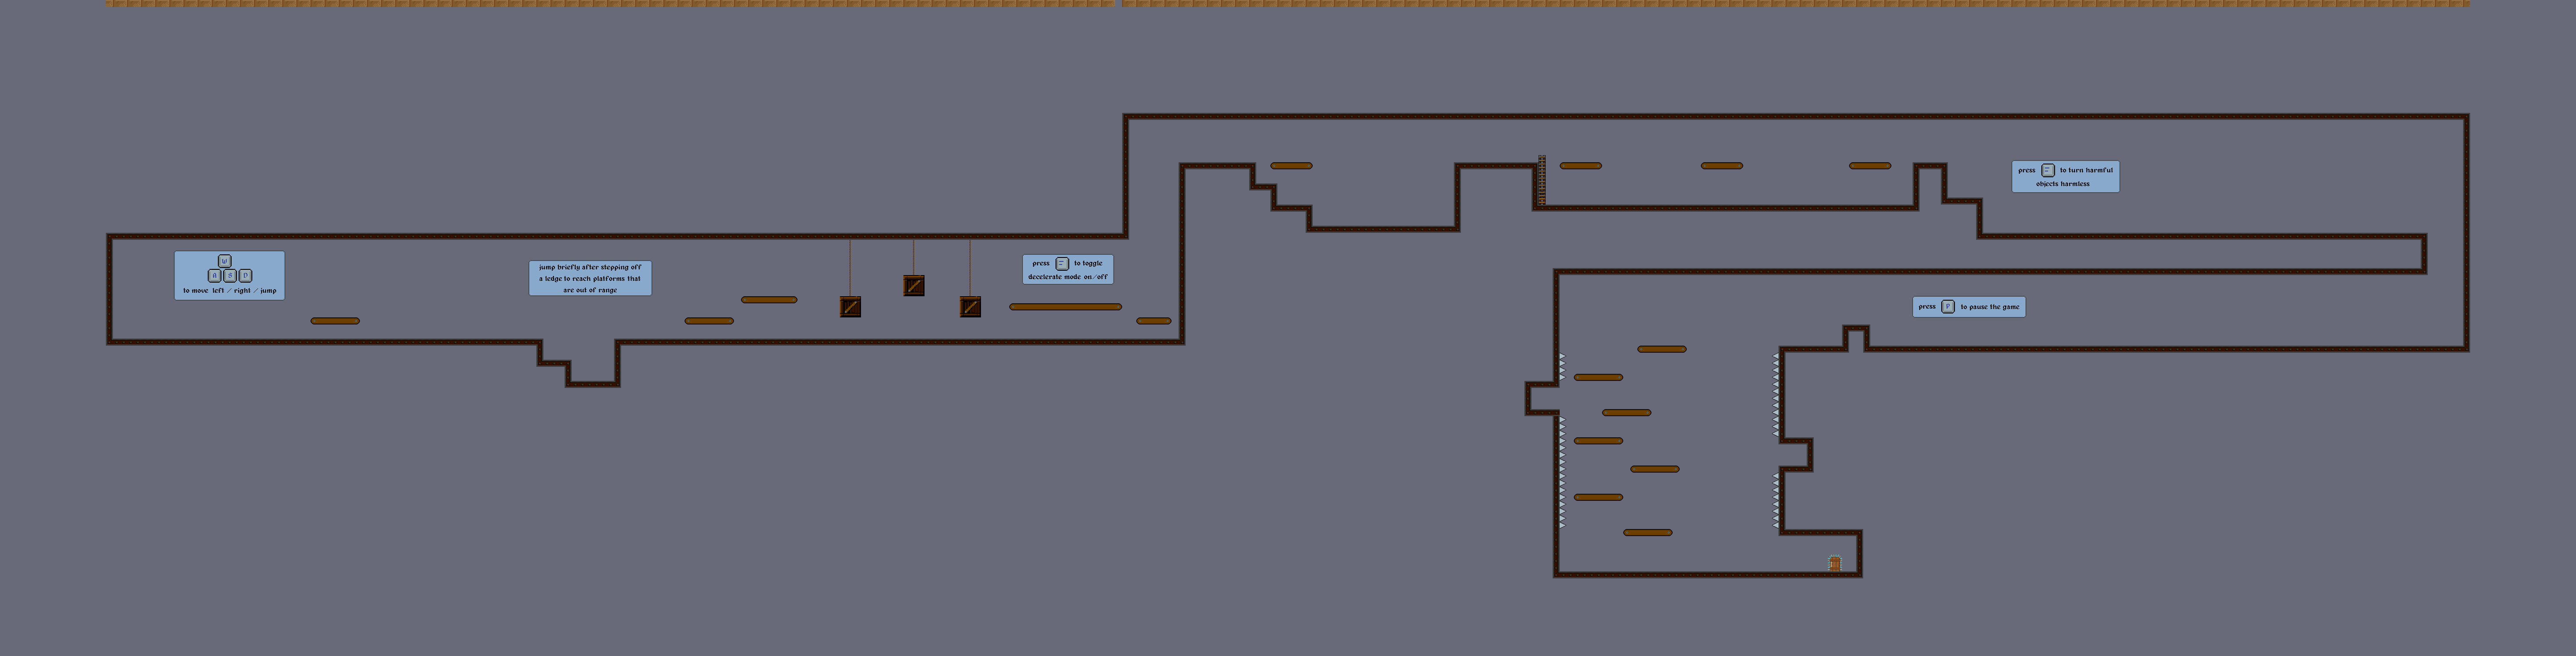 W
A S D
to move left / right / jump
jump briefly after stepping off
a ledge to reach platforms that
are out of range
press to toggle
decelerate mode on/off
press to turn harmful
objects harmless
press P to pause the game